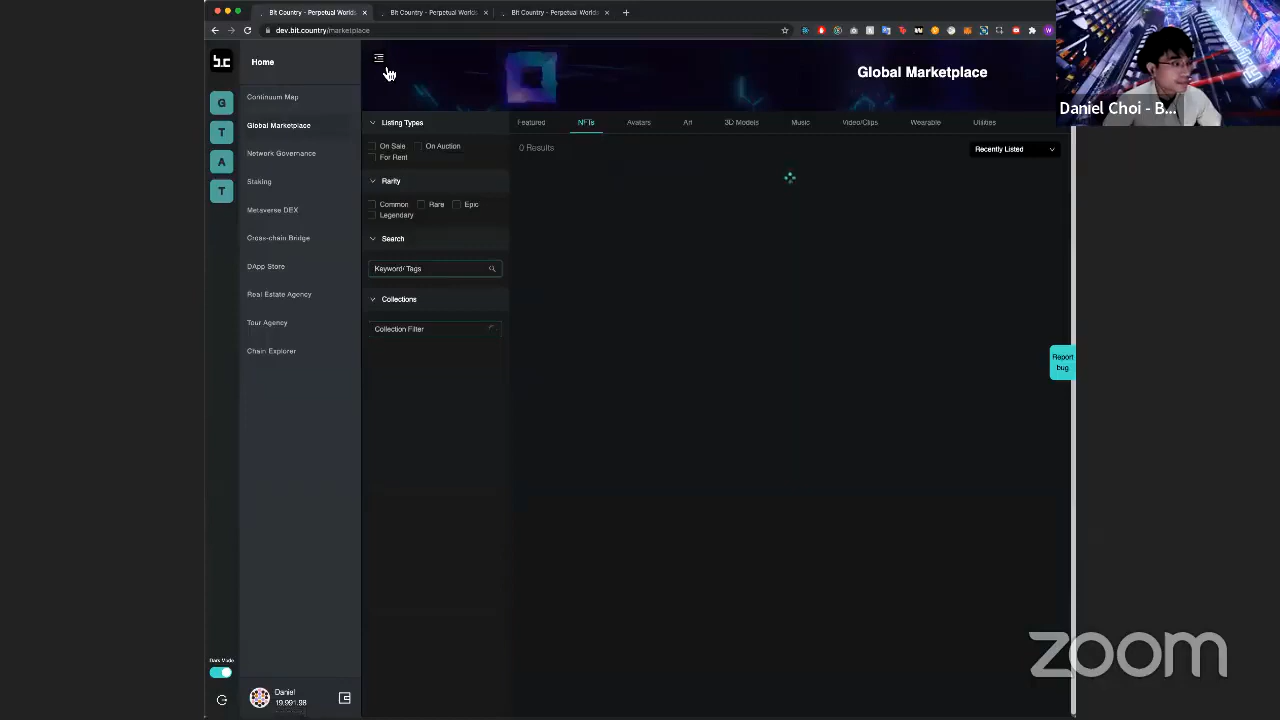 Bit Country - Perpetual Worlds
Bit Country - Perpetual Worlds
Bit Country - Perpetual Worlds
dev.bit.country/marketplace
b.c
Home
G
T
A
T
Continuum Map
Global Marketplace
Network Governance
Staking
Metaverse DEX
Cross-chain Bridge
DApp Store
Real Estate Agency
Tour Agency
Chain Explorer
Dark Mode
Daniel
19,991.98
Global Marketplace
Listing Types
On Sale
On Auction
For Rent
Rarity
Common
Rare
Epic
Legendary
Search
Keyword/ Tags
Collections
Collection Filter
Featured
NFTs
Avatars
Art
3D Models
Music
Video/Clips
Wearable
Utilities
0 Results
Recently Listed
Report
bug
Daniel Choi - B...
zoom